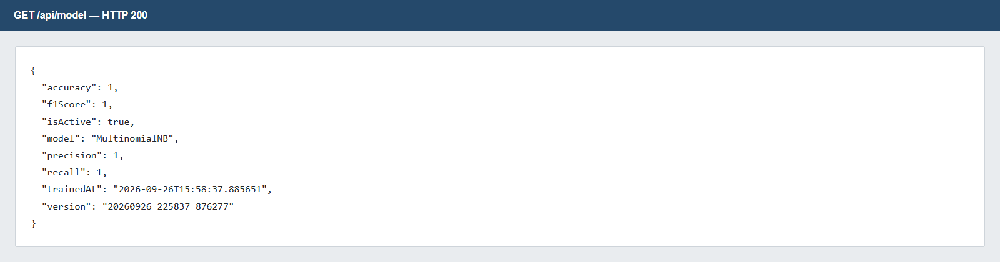 GET /api/model — HTTP 200
{
  "accuracy": 1,
  "f1Score": 1,
  "isActive": true,
  "model": "MultinomialNB",
  "precision": 1,
  "recall": 1,
  "trainedAt": "2026-09-26T15:58:37.885651",
  "version": "20260926_225837_876277"
}